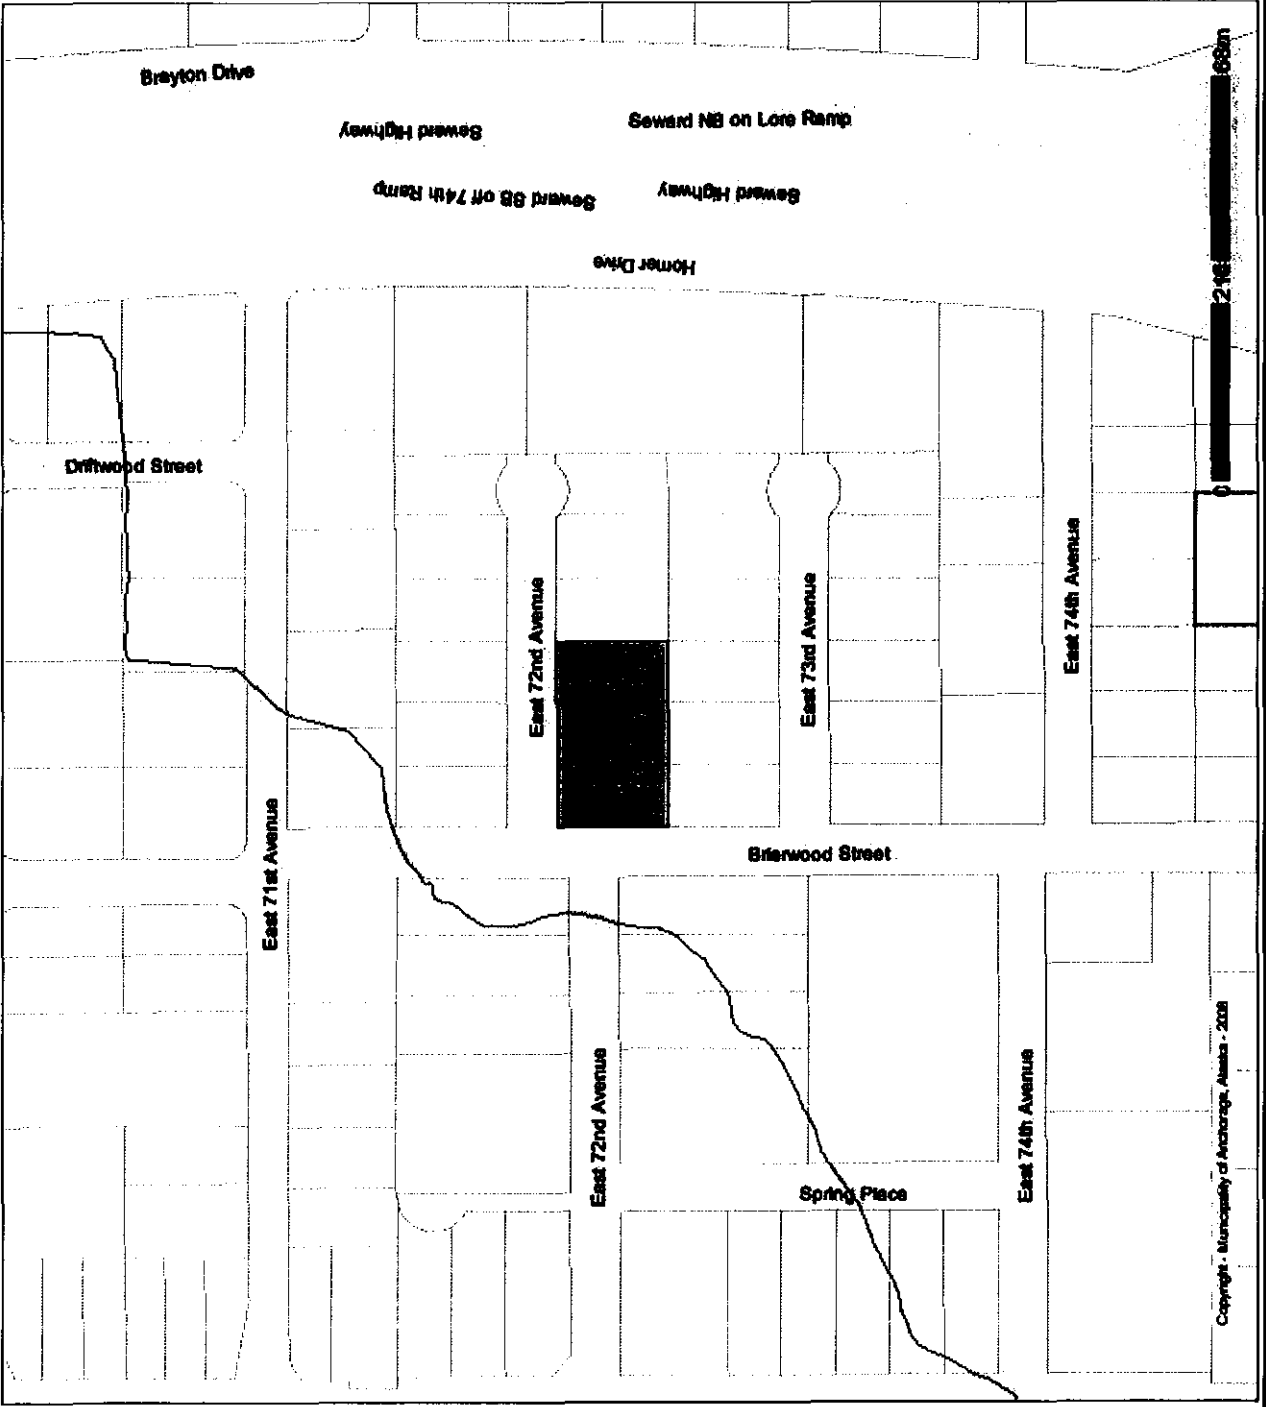 Brayton Drive
Seward Highway
Seward NB on Lore Ramp
Seward SB off 74th Ramp
Seward Highway
Homer Drive
Driftwood Street
East 72nd Avenue
East 73rd Avenue
East 74th Avenue
East 71st Avenue
Brierwood Street
East 72nd Avenue
East 74th Avenue
Spring Place
Copyright - Municipality of Anchorage, Alaska - 2008